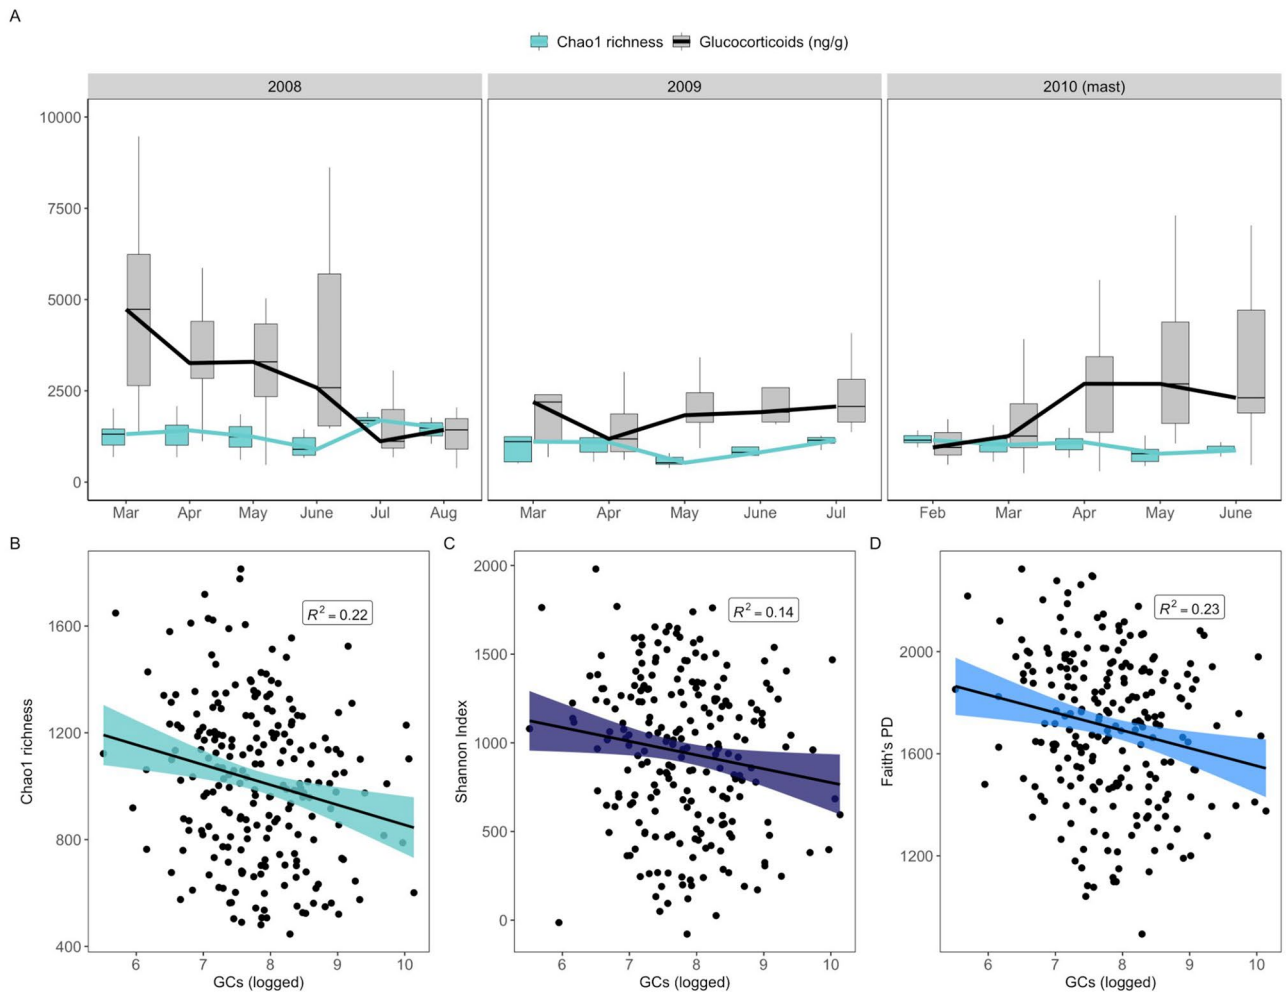 A
Chao1 richness Glucocorticoids (ng/g)
2008 2009 2010 (mast)
10000
7500
5000
2500
0
Mar Apr May June Jul Aug Mar Apr May June Jul Feb Mar Apr May June
B
Chao1 richness
1600
1200
800
400
R² = 0.22
6 7 8 9 10
GCs (logged)
C
Shannon Index
2000
1500
1000
500
0
R² = 0.14
6 7 8 9 10
GCs (logged)
D
Faith's PD
2000
1600
1200
R² = 0.23
6 7 8 9 10
GCs (logged)